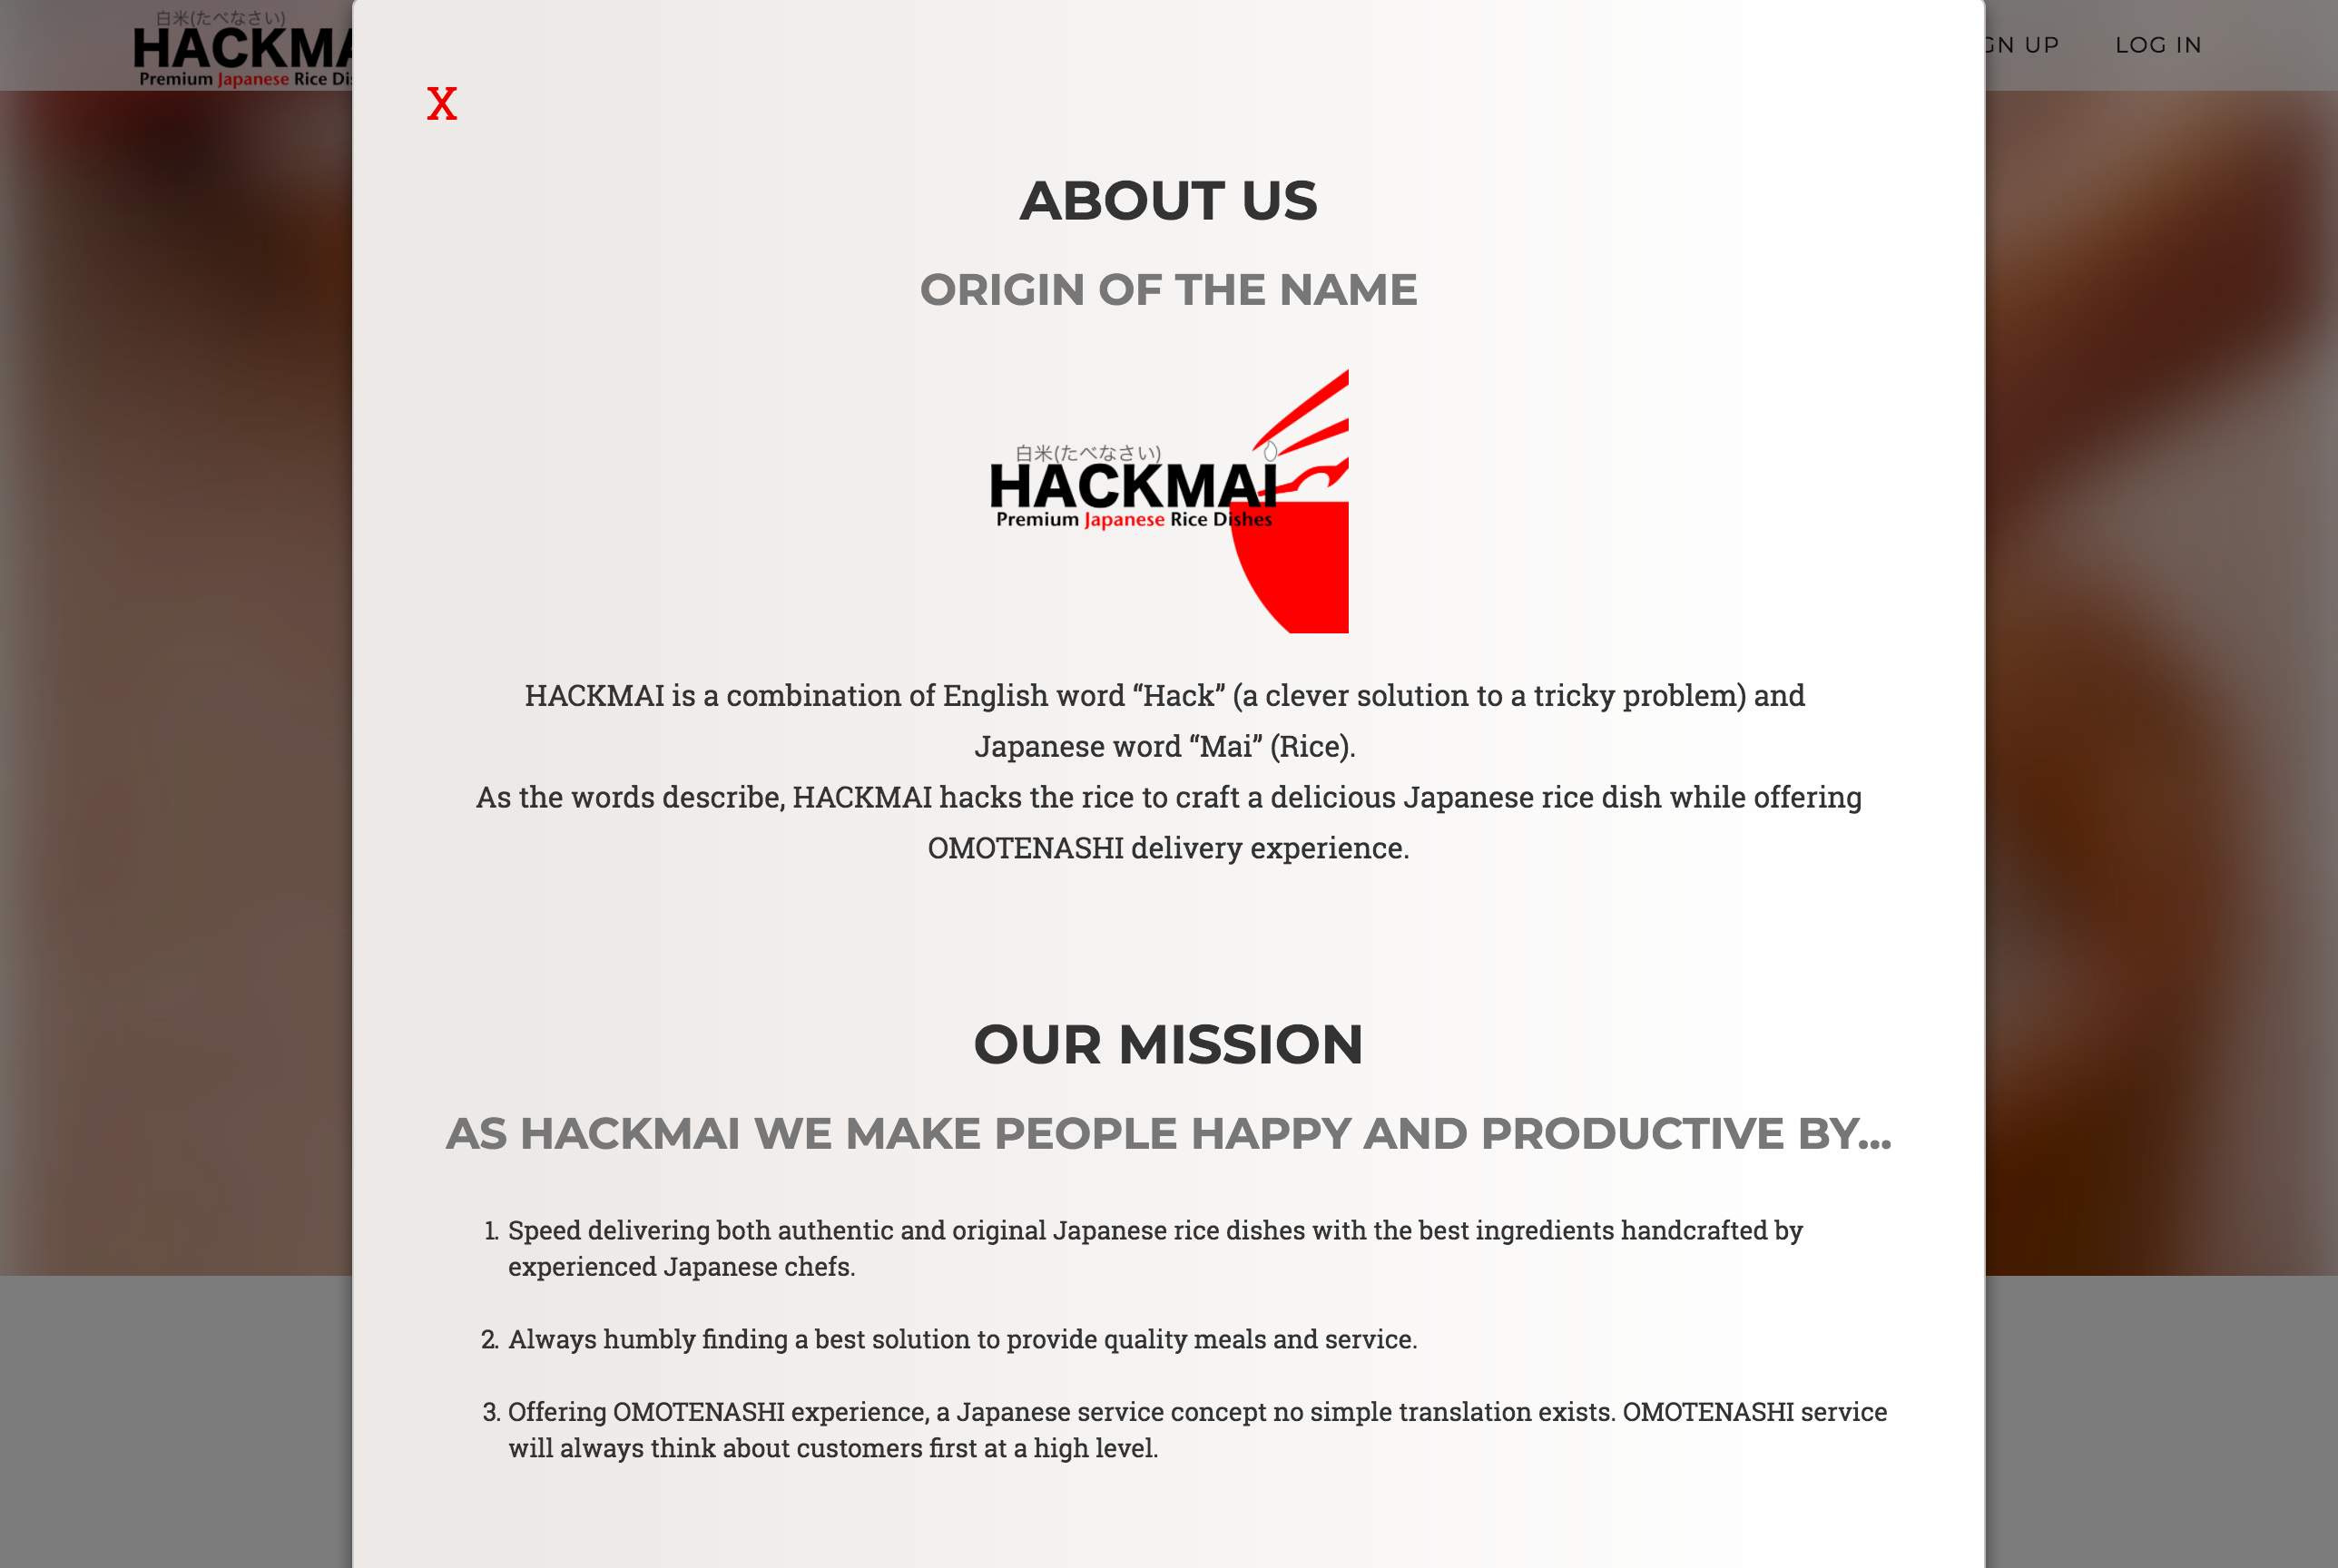 白米(たべなさい)
HACKMA
Premium Japanese Rice Dis
GN UP
LOG IN
X
ABOUT US
ORIGIN OF THE NAME
白米(たべなさい)
HACKMAI
Premium Japanese Rice Dishes
HACKMAI is a combination of English word “Hack” (a clever solution to a tricky problem) and
Japanese word “Mai” (Rice).
As the words describe, HACKMAI hacks the rice to craft a delicious Japanese rice dish while offering
OMOTENASHI delivery experience.
OUR MISSION
AS HACKMAI WE MAKE PEOPLE HAPPY AND PRODUCTIVE BY...
1. Speed delivering both authentic and original Japanese rice dishes with the best ingredients handcrafted by
experienced Japanese chefs.
2. Always humbly finding a best solution to provide quality meals and service.
3. Offering OMOTENASHI experience, a Japanese service concept no simple translation exists. OMOTENASHI service
will always think about customers first at a high level.